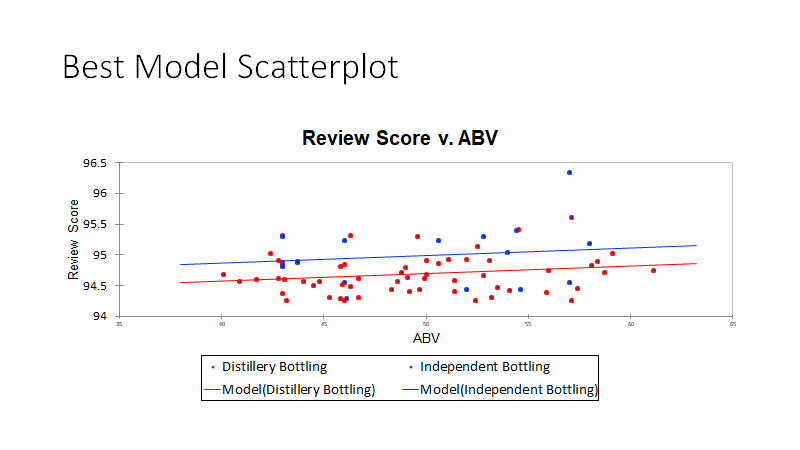 Best Model Scatterplot
Review Score v. ABV
96.5
96
95.5
95
94.5
94
Review Score
35 40 45 50 55 60 65
ABV
Distillery Bottling Independent Bottling
Model(Distillery Bottling) Model(Independent Bottling)